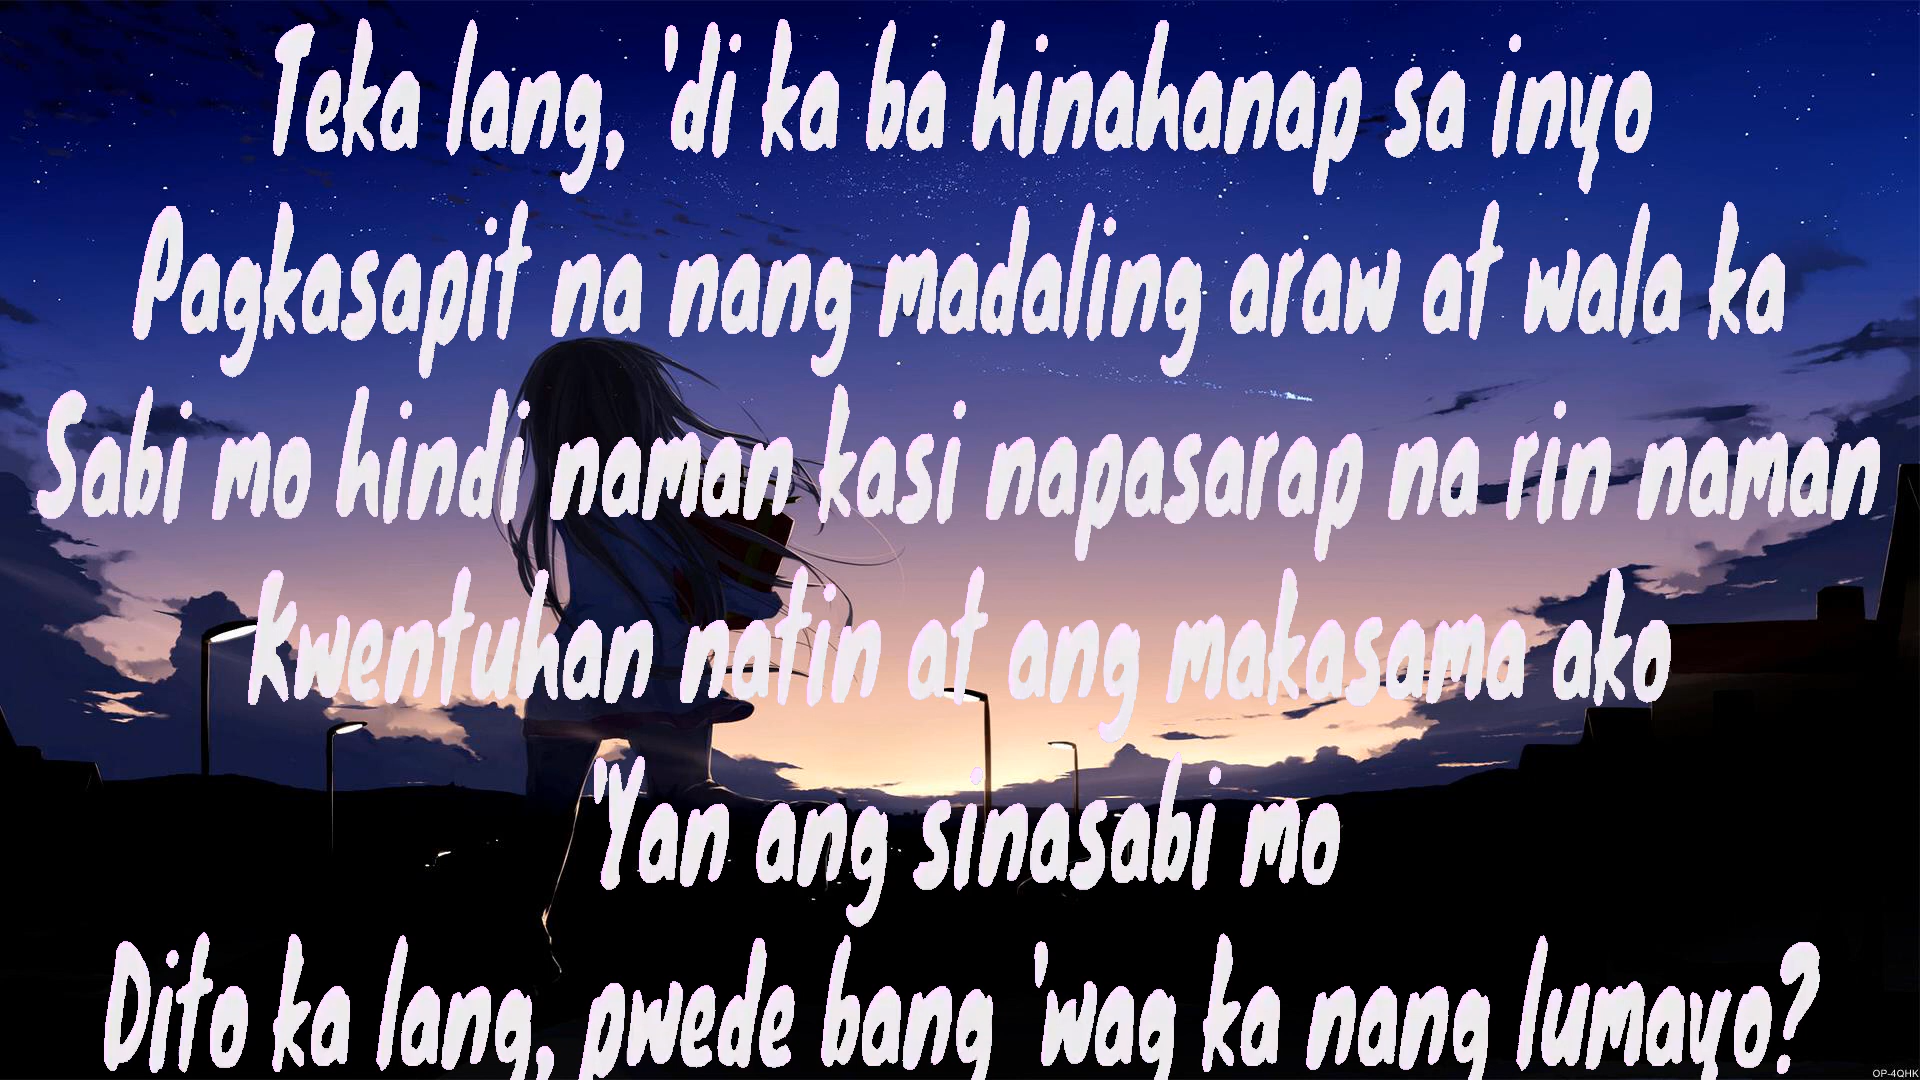 Teka lang, 'di ka ba hinahanap sa inyo
Pagkasapit na nang madaling araw at wala ka
Sabi mo hindi naman kasi napasarap na rin naman
kwentuhan natin at ang makasama ako
'Yan ang sinasabi mo
Dito ka lang, pwede bang 'wag ka nang lumayo?
OP-4QHK